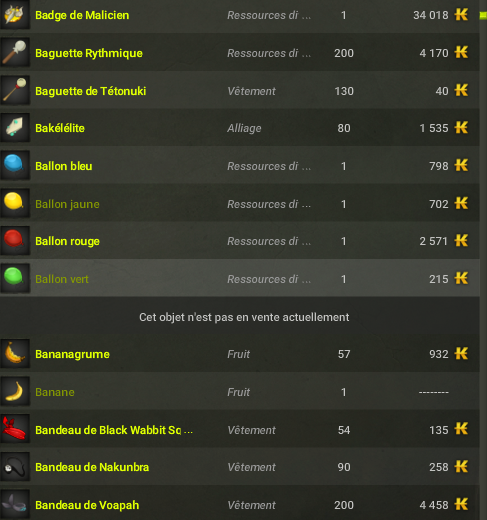 Badge de Malicien Ressources di ... 1 34 018
Baguette Rythmique Ressources di ... 200 4 170
Baguette de Tétonuki Vêtement 130 40
Bakélélite Alliage 80 1 535
Ballon bleu Ressources di ... 1 798
Ballon jaune Ressources di ... 1 702
Ballon rouge Ressources di ... 1 2 571
Ballon vert Ressources di ... 1 215
Cet objet n'est pas en vente actuellement
Bananagrume Fruit 57 932
Banane Fruit 1 --------
Bandeau de Black Wabbit Sq ... Vêtement 54 135
Bandeau de Nakunbra Vêtement 90 258
Bandeau de Voapah Vêtement 200 4 458